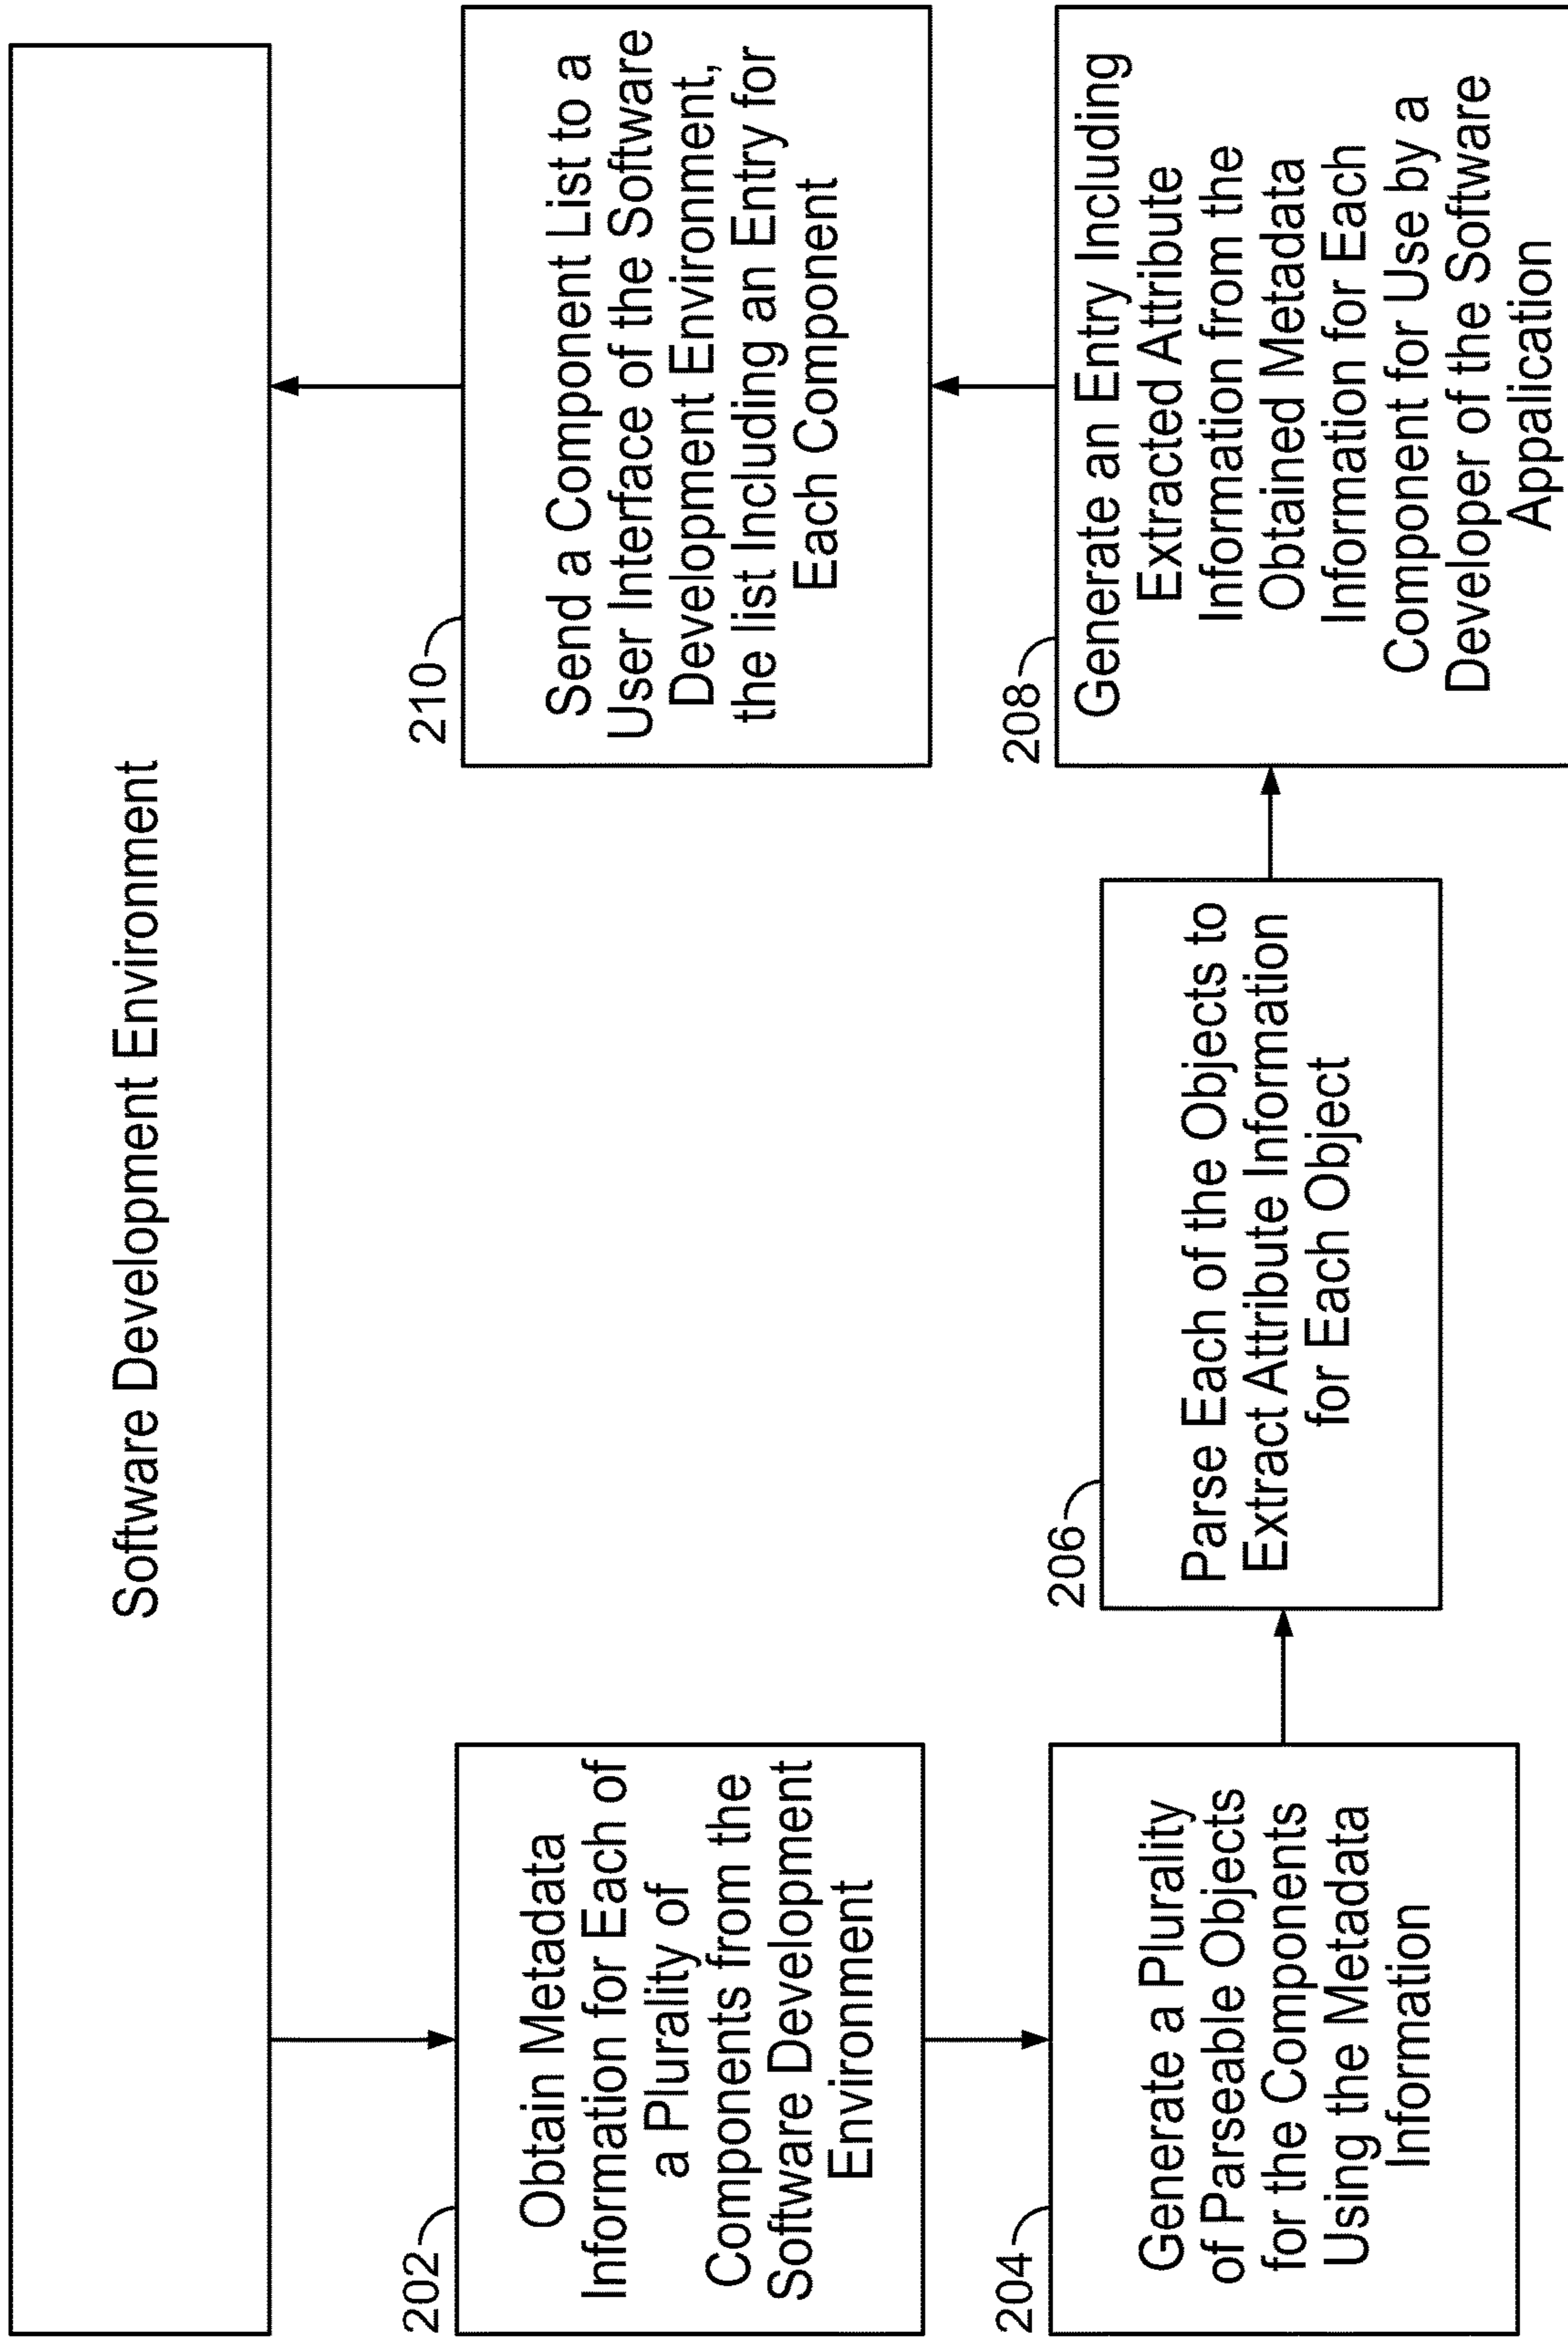 Software Development Environment
202
Obtain Metadata
Information for Each of
a Plurality of
Components from the
Software Development
Environment
204
Generate a Plurality
of Parseable Objects
for the Components
Using the Metadata
Information
206
Parse Each of the Objects to
Extract Attribute Information
for Each Object
208
Generate an Entry Including
Extracted Attribute
Information from the
Obtained Metadata
Information for Each
Component for Use by a
Developer of the Software
Appalication
210
Send a Component List to a
User Interface of the Software
Development Environment,
the list Including an Entry for
Each Component